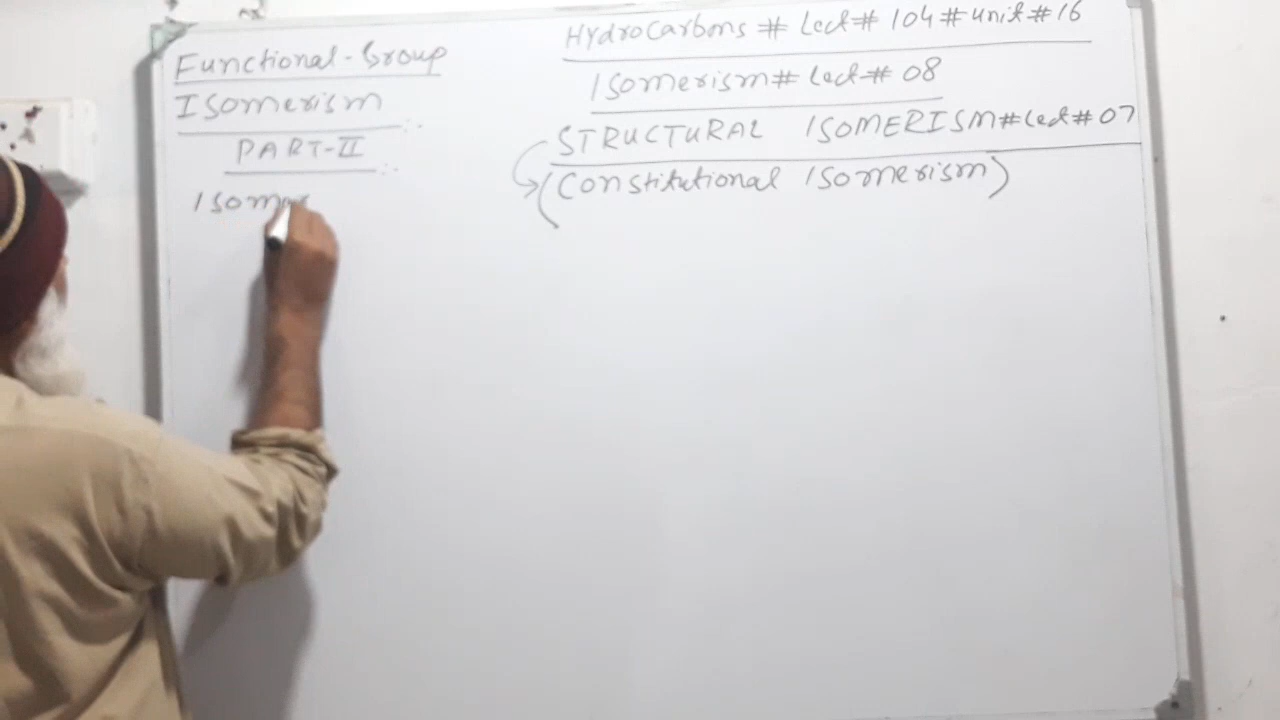 Functional-Group
Isomerism
PART-II
Isomer
HydroCarbons # Lect# 104 # Unit # 16
Isomerism# Lect# 08
STRUCTURAL ISOMERISM#Lect#07
(Constitutional Isomerism)